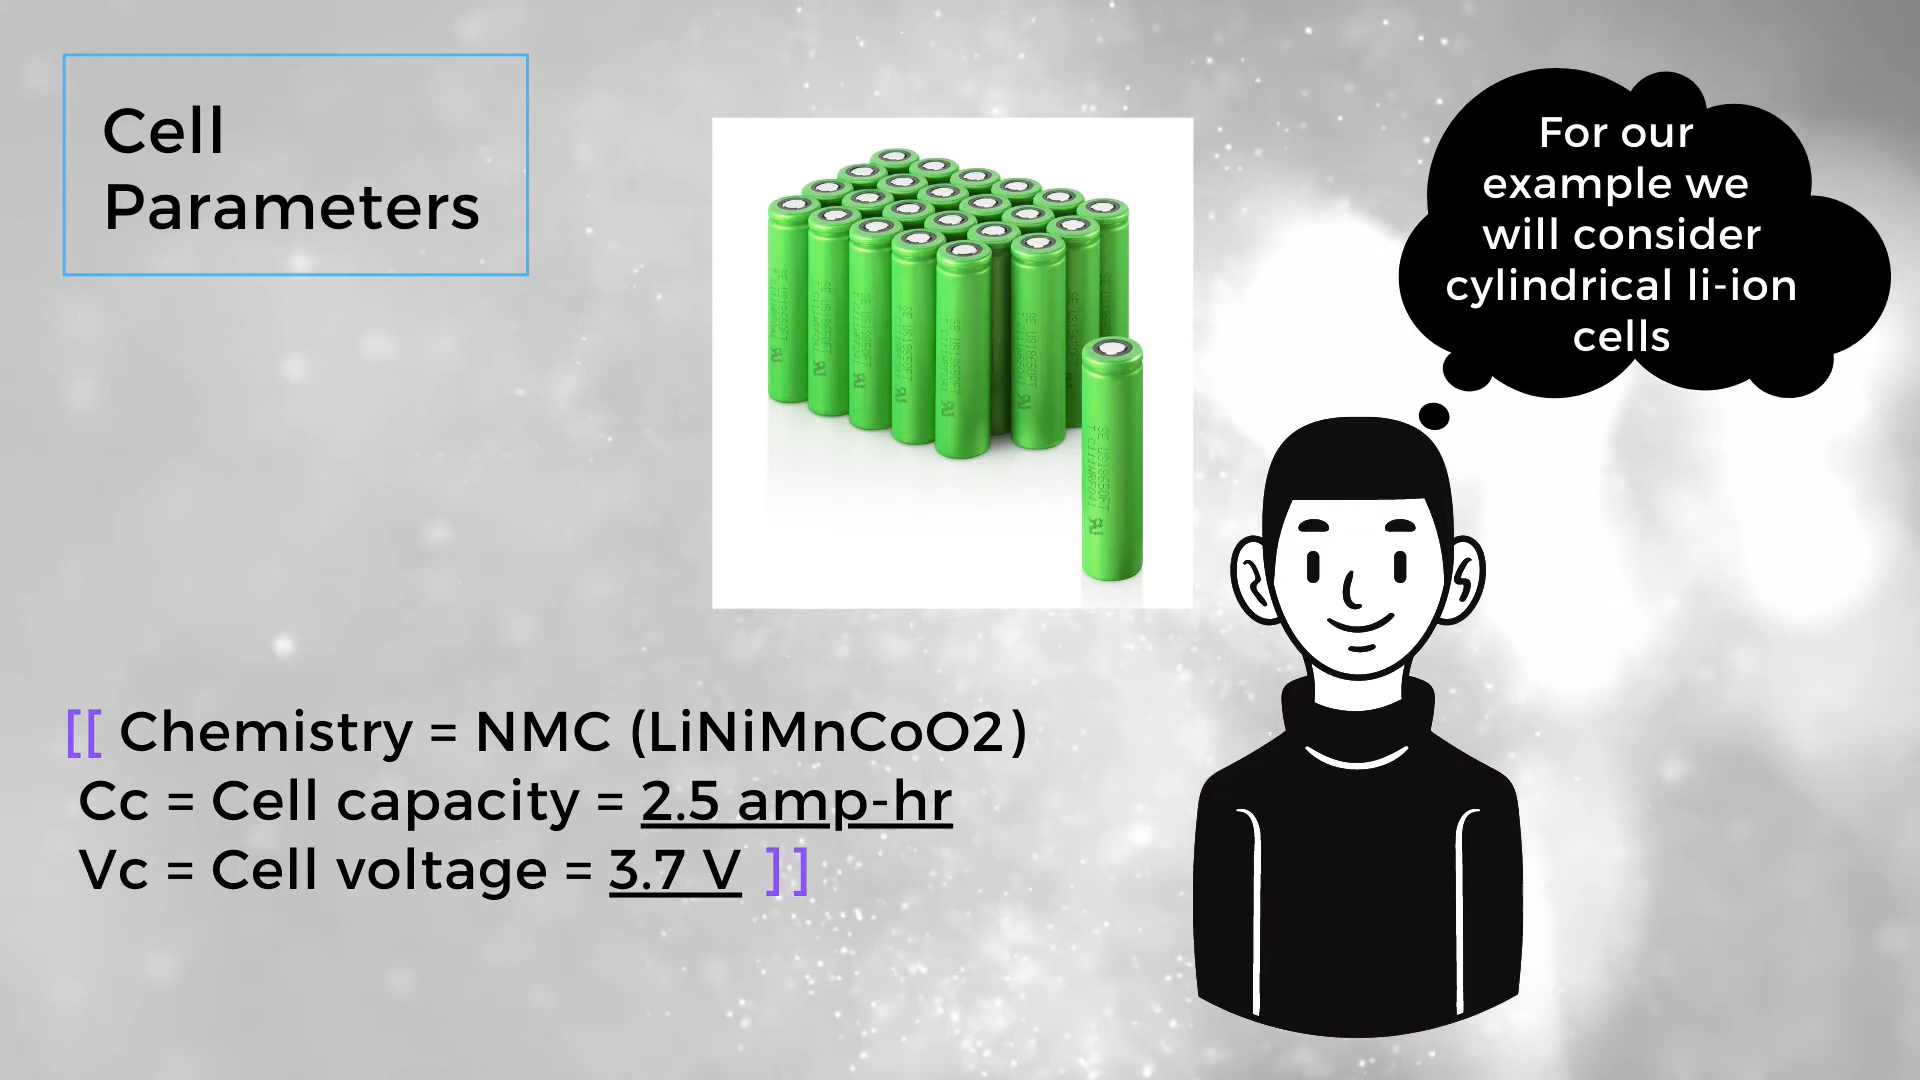 Cell
Parameters
For our
example we
will consider
cylindrical li-ion
cells
[[ Chemistry = NMC (LiNiMnCoO2)
Cc = Cell capacity = 2.5 amp-hr
Vc = Cell voltage = 3.7 V ]]